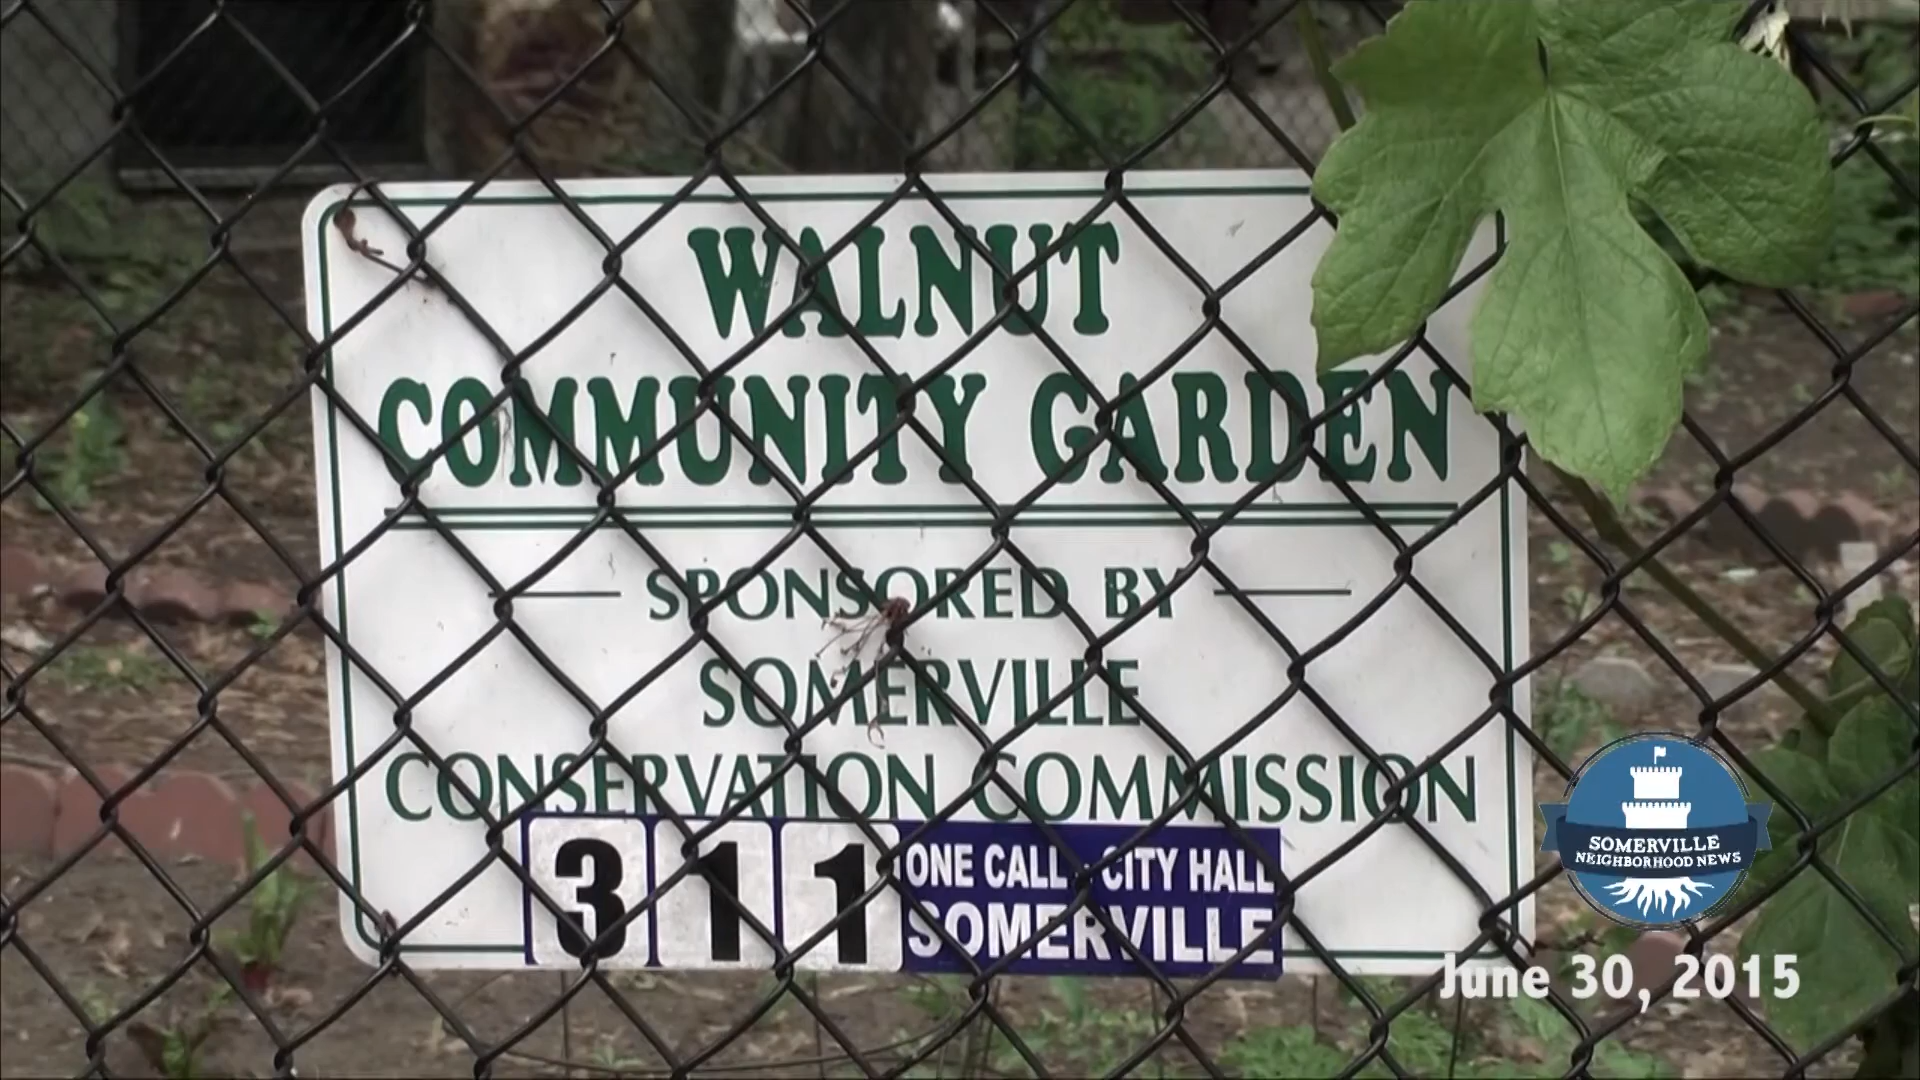 WALNUT
COMMUNITY GARDEN
SPONSORED BY
SOMERVILLE
CONSERVATION COMMISSION
311 ONE CALL - CITY HALL
SOMERVILLE
SOMERVILLE
NEIGHBORHOOD NEWS
June 30, 2015